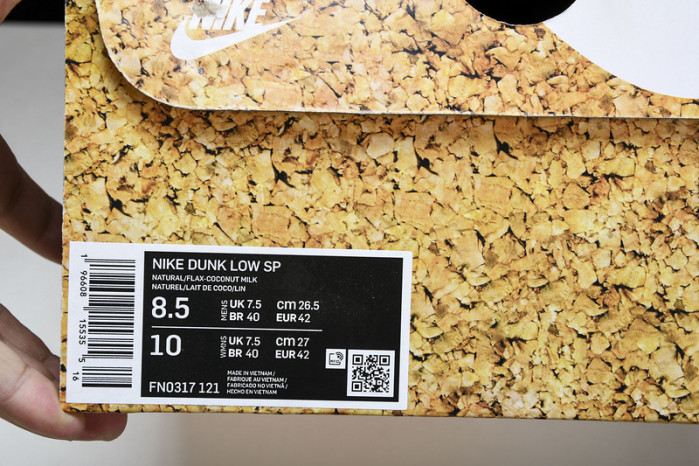 NIKE
NIKE DUNK LOW SP
NATURAL/FLAX-COCONUT MILK
NATUREL/LAIT DE COCO/LIN
8.5 MENS UK 7.5 CM 26.5
BR 40 EUR 42
10 WMNS UK 7.5 CM 27
BR 40 EUR 42
MADE IN VIETNAM /
FABRIQUÉ AU VIETNAM /
FABRICADO NO VIETNÃ /
HECHO EN VIETNAM
FN0317 121
1 96608 15535 5 16